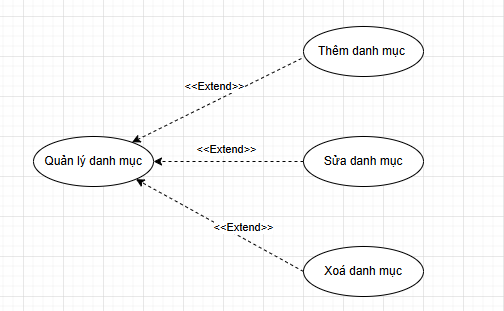 Thêm danh mục
<<Extend>>
<<Extend>>
Quản lý danh mục
Sửa danh mục
<<Extend>>
Xoá danh mục